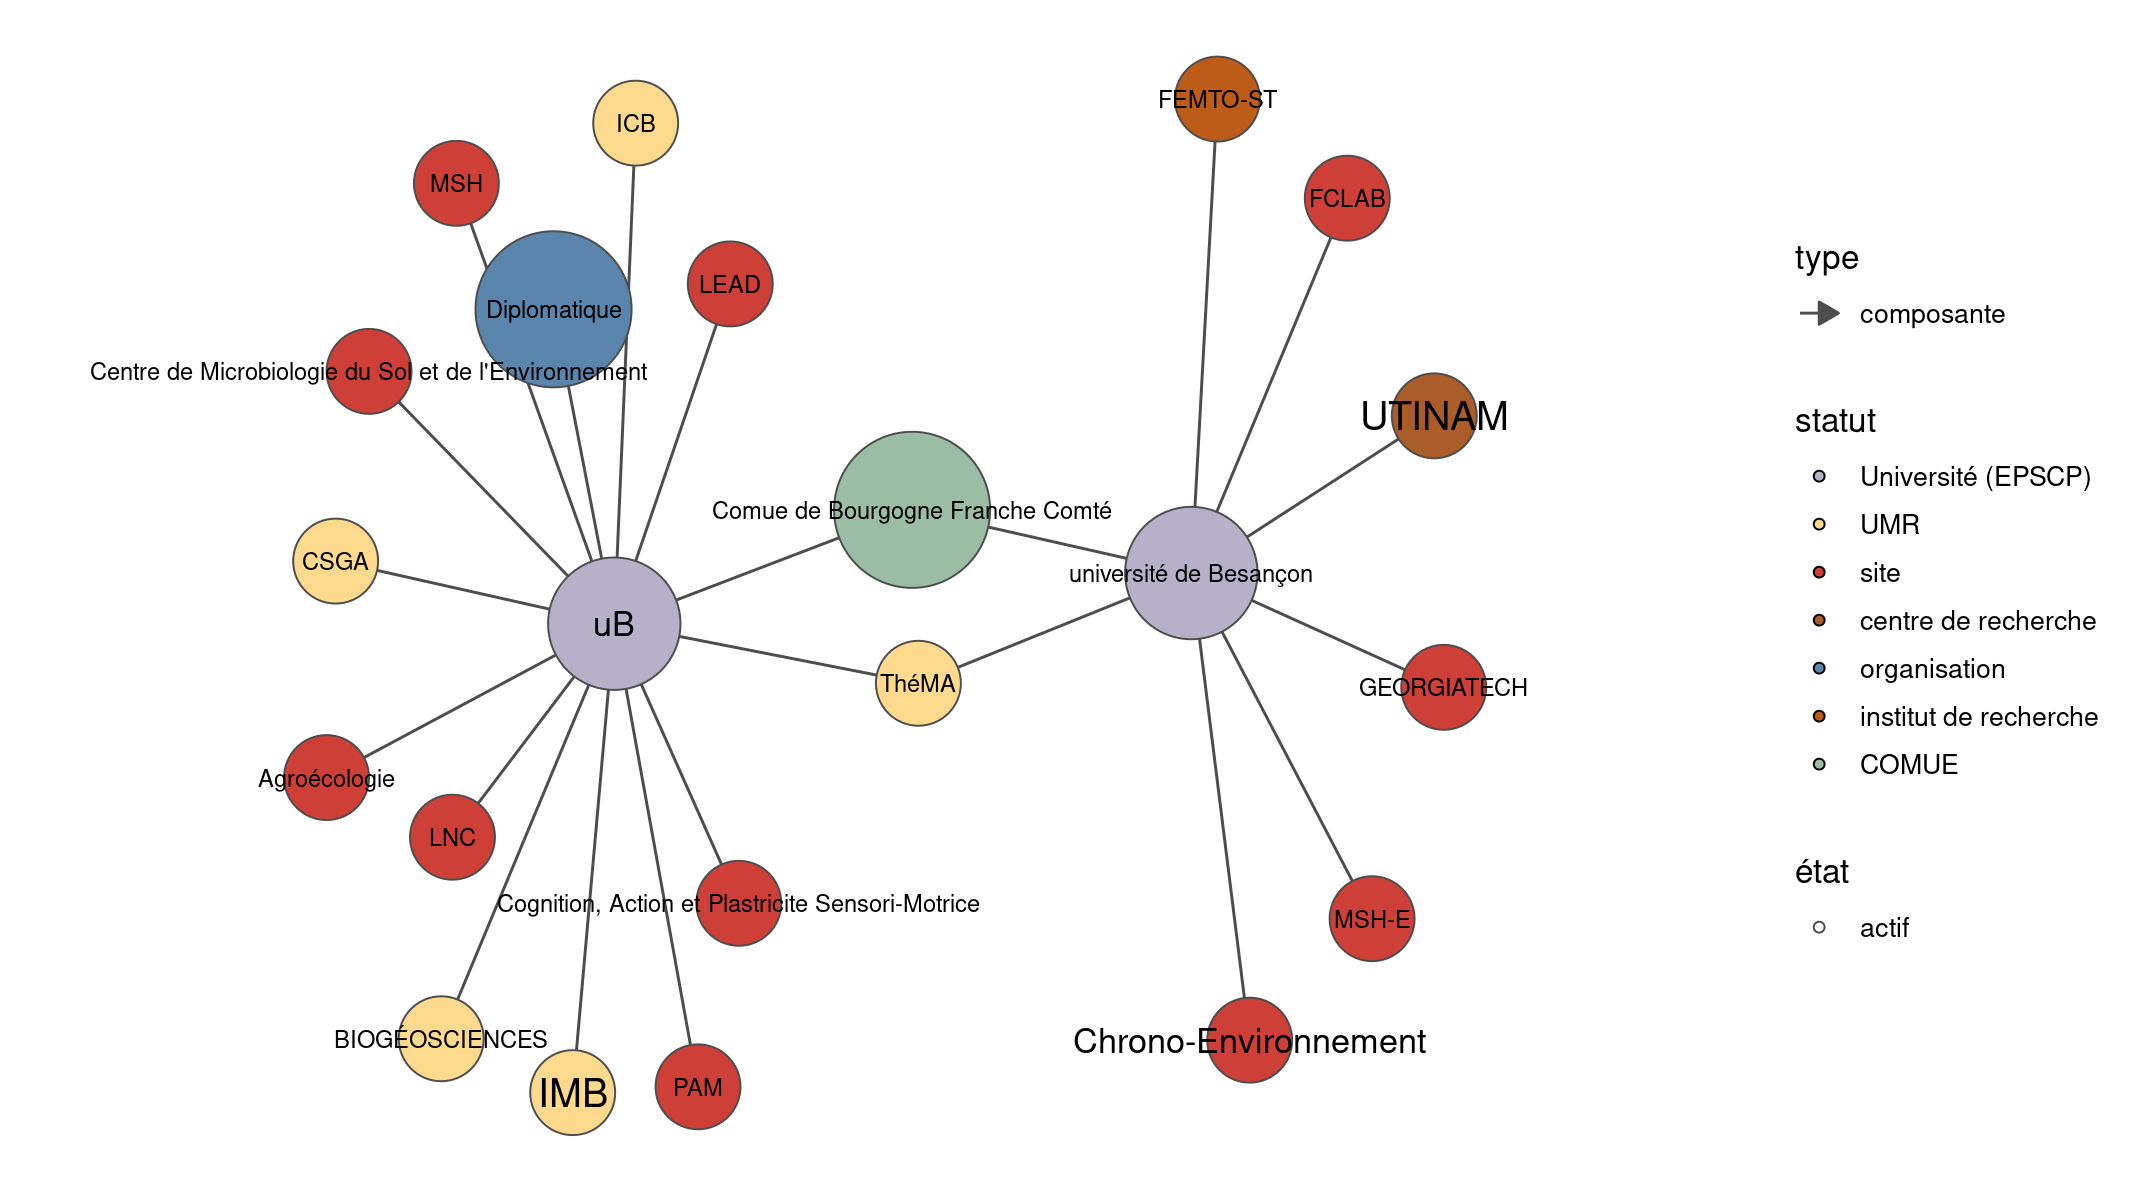 FEMTO-ST
ICB
MSH
FCLAB
LEAD
Diplomatique
Centre de Microbiologie du Sol et de l'Environnement
UTINAM
Comue de Bourgogne Franche Comté
CSGA
université de Besançon
uB
ThéMA
GEORGIATECH
Agroécologie
LNC
Cognition, Action et Plastricite Sensori-Motrice
MSH-E
BIOGÉOSCIENCES
Chrono-Environnement
PAM
IMB
type
composante
statut
Université (EPSCP)
UMR
site
centre de recherche
organisation
institut de recherche
COMUE
état
actif